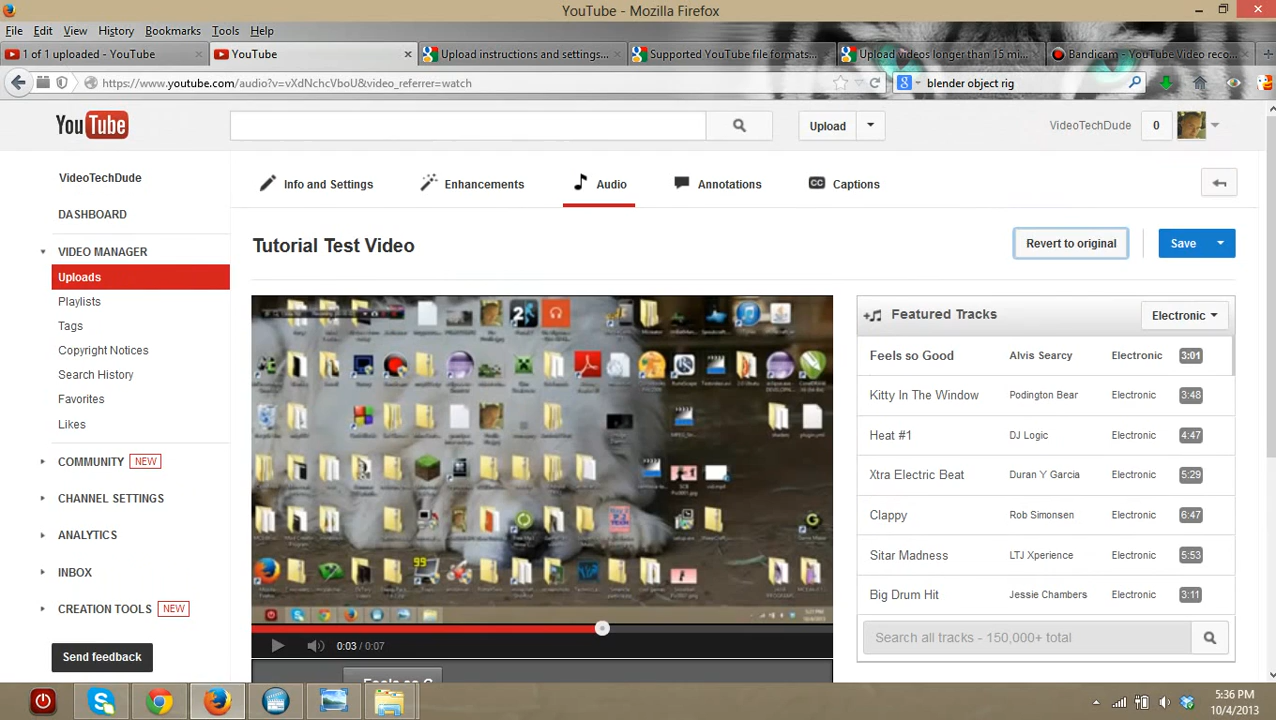 YouTube - Mozilla Firefox
File Edit View History Bookmarks Tools Help
1 of 1 uploaded - YouTube
YouTube
Upload instructions and settings...
Supported YouTube file formats...
Upload videos longer than 15 mi...
Bandicam - YouTube Video reco...
https://www.youtube.com/audio?v=vXdNchcVboU&video_referrer=watch
blender object rig
YouTube
Upload
VideoTechDude
0
VideoTechDude
DASHBOARD
VIDEO MANAGER
Uploads
Playlists
Tags
Copyright Notices
Search History
Favorites
Likes
COMMUNITY NEW
CHANNEL SETTINGS
ANALYTICS
INBOX
CREATION TOOLS NEW
Send feedback
Info and Settings
Enhancements
Audio
Annotations
CC Captions
Tutorial Test Video
Revert to original
Save
0:03 / 0:07
Feels so G
Featured Tracks
Electronic
Feels so Good Alvis Searcy Electronic 3:01
Kitty In The Window Podington Bear Electronic 3:48
Heat #1 DJ Logic Electronic 4:47
Xtra Electric Beat Duran Y Garcia Electronic 5:29
Clappy Rob Simonsen Electronic 6:47
Sitar Madness LTJ Xperience Electronic 5:53
Big Drum Hit Jessie Chambers Electronic 3:11
Search all tracks - 150,000+ total
5:36 PM
10/4/2013